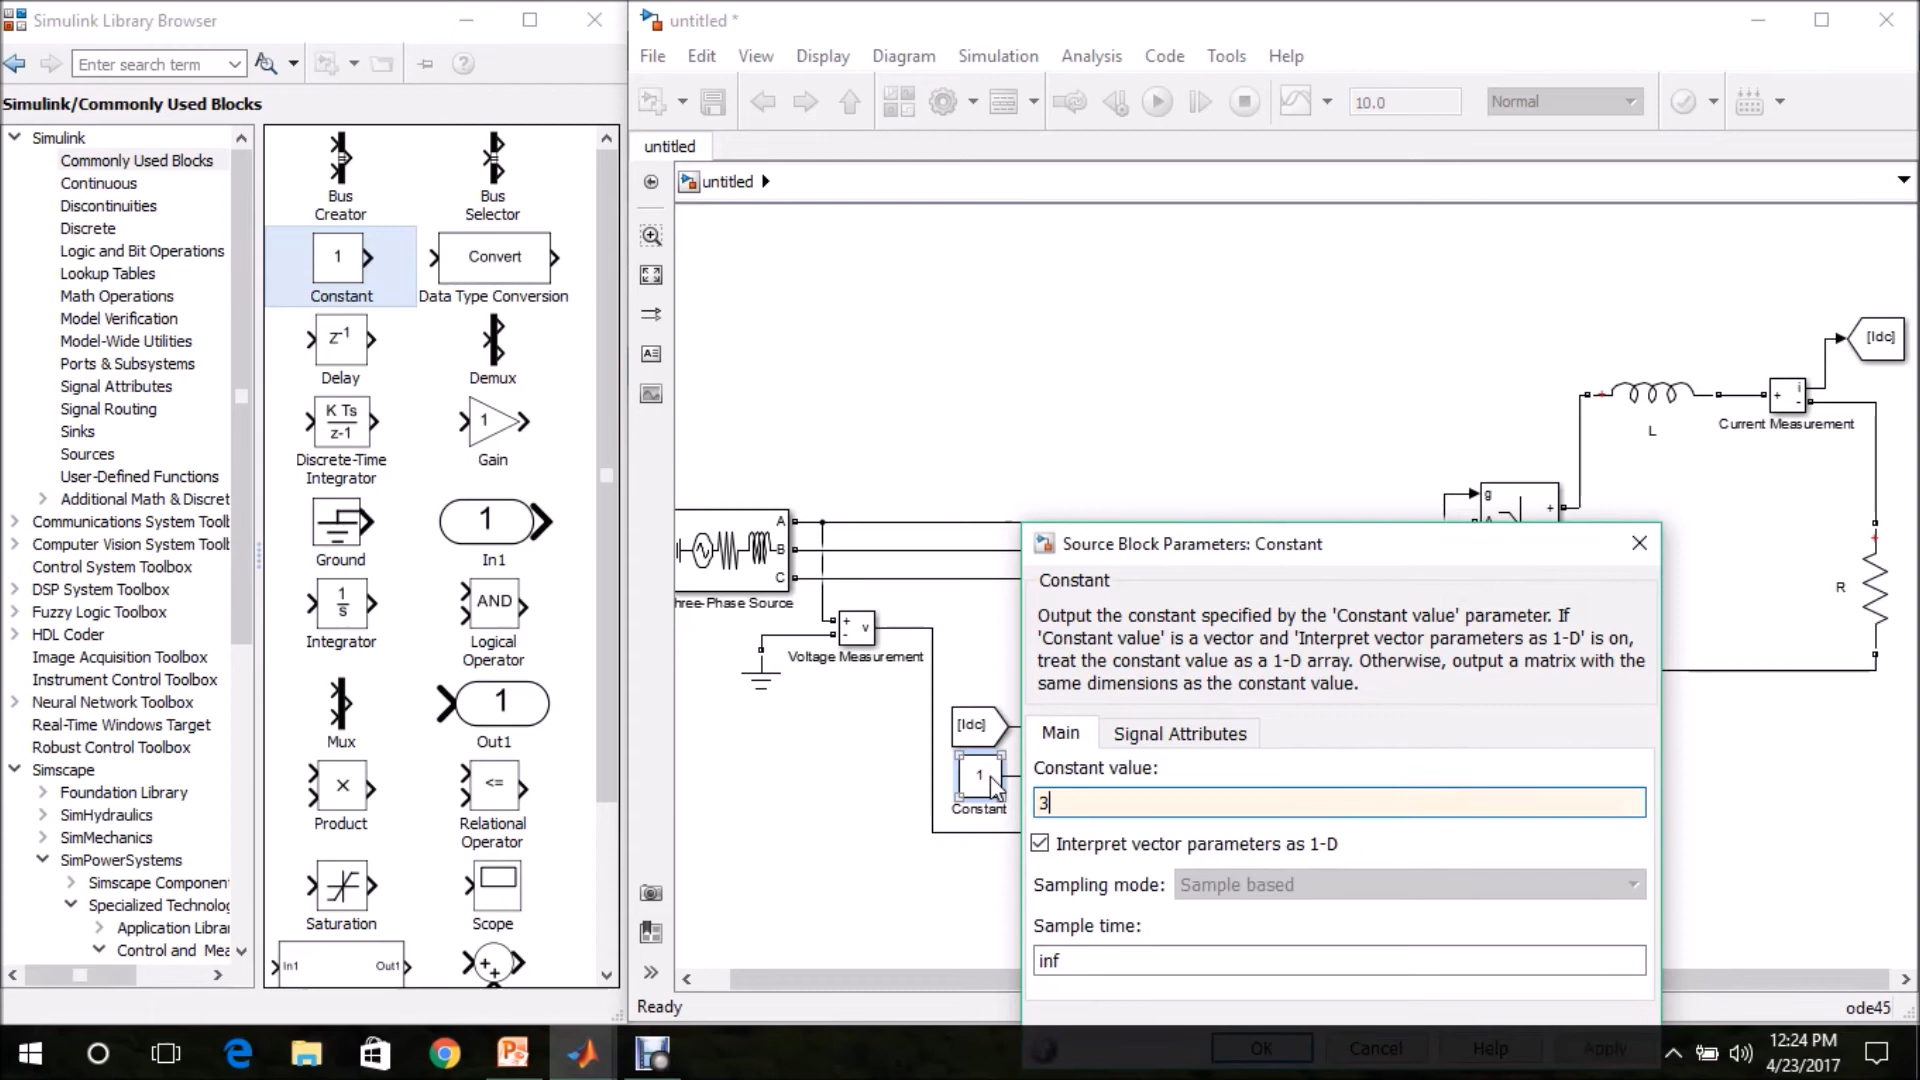 Simulink Library Browser
Enter search term
Simulink/Commonly Used Blocks
Simulink
Commonly Used Blocks
Continuous
Discontinuities
Discrete
Logic and Bit Operations
Lookup Tables
Math Operations
Model Verification
Model-Wide Utilities
Ports & Subsystems
Signal Attributes
Signal Routing
Sinks
Sources
User-Defined Functions
Additional Math & Discret
Communications System Tool
Computer Vision System Tool
Control System Toolbox
DSP System Toolbox
Fuzzy Logic Toolbox
HDL Coder
Image Acquisition Toolbox
Instrument Control Toolbox
Neural Network Toolbox
Real-Time Windows Target
Robust Control Toolbox
Simscape
Foundation Library
SimHydraulics
SimMechanics
SimPowerSystems
Simscape Component
Specialized Technolog
Application Librar
Control and Mea
Bus
Creator
Bus
Selector
1
Constant
Convert
Data Type Conversion
Z-1
Delay
Demux
K Ts
z-1
Discrete-Time
Integrator
1
Gain
Ground
1
In1
1
s
Integrator
AND
Logical
Operator
Mux
1
Out1
×
Product
<=
Relational
Operator
Saturation
Scope
In1
Out1
+
+
untitled *
File Edit View Display Diagram Simulation Analysis Code Tools Help
10.0
Normal
untitled
untitled
[Idc]
+
i
-
Current Measurement
L
g
A
+
R
A
B
C
hree-Phase Source
+
-
v
Voltage Measurement
[Idc]
1
Constant
Source Block Parameters: Constant
Constant
Output the constant specified by the 'Constant value' parameter. If
'Constant value' is a vector and 'Interpret vector parameters as 1-D' is on,
treat the constant value as a 1-D array. Otherwise, output a matrix with the
same dimensions as the constant value.
Main
Signal Attributes
Constant value:
3
Interpret vector parameters as 1-D
Sampling mode: Sample based
Sample time:
inf
OK
Cancel
Help
Apply
Ready
ode45
12:24 PM
4/23/2017